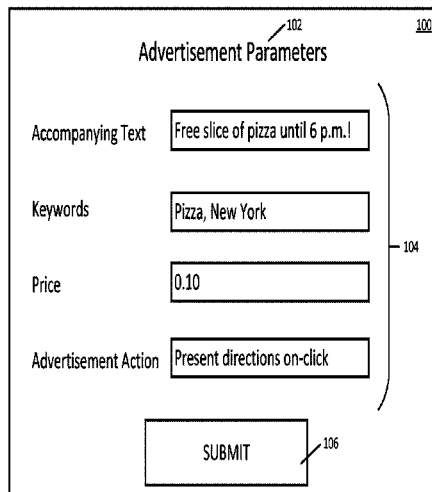 102
100
Advertisement Parameters
Accompanying Text
Free slice of pizza until 6 p.m.!
Keywords
Pizza, New York
104
Price
0.10
Advertisement Action
Present directions on-click
SUBMIT
106